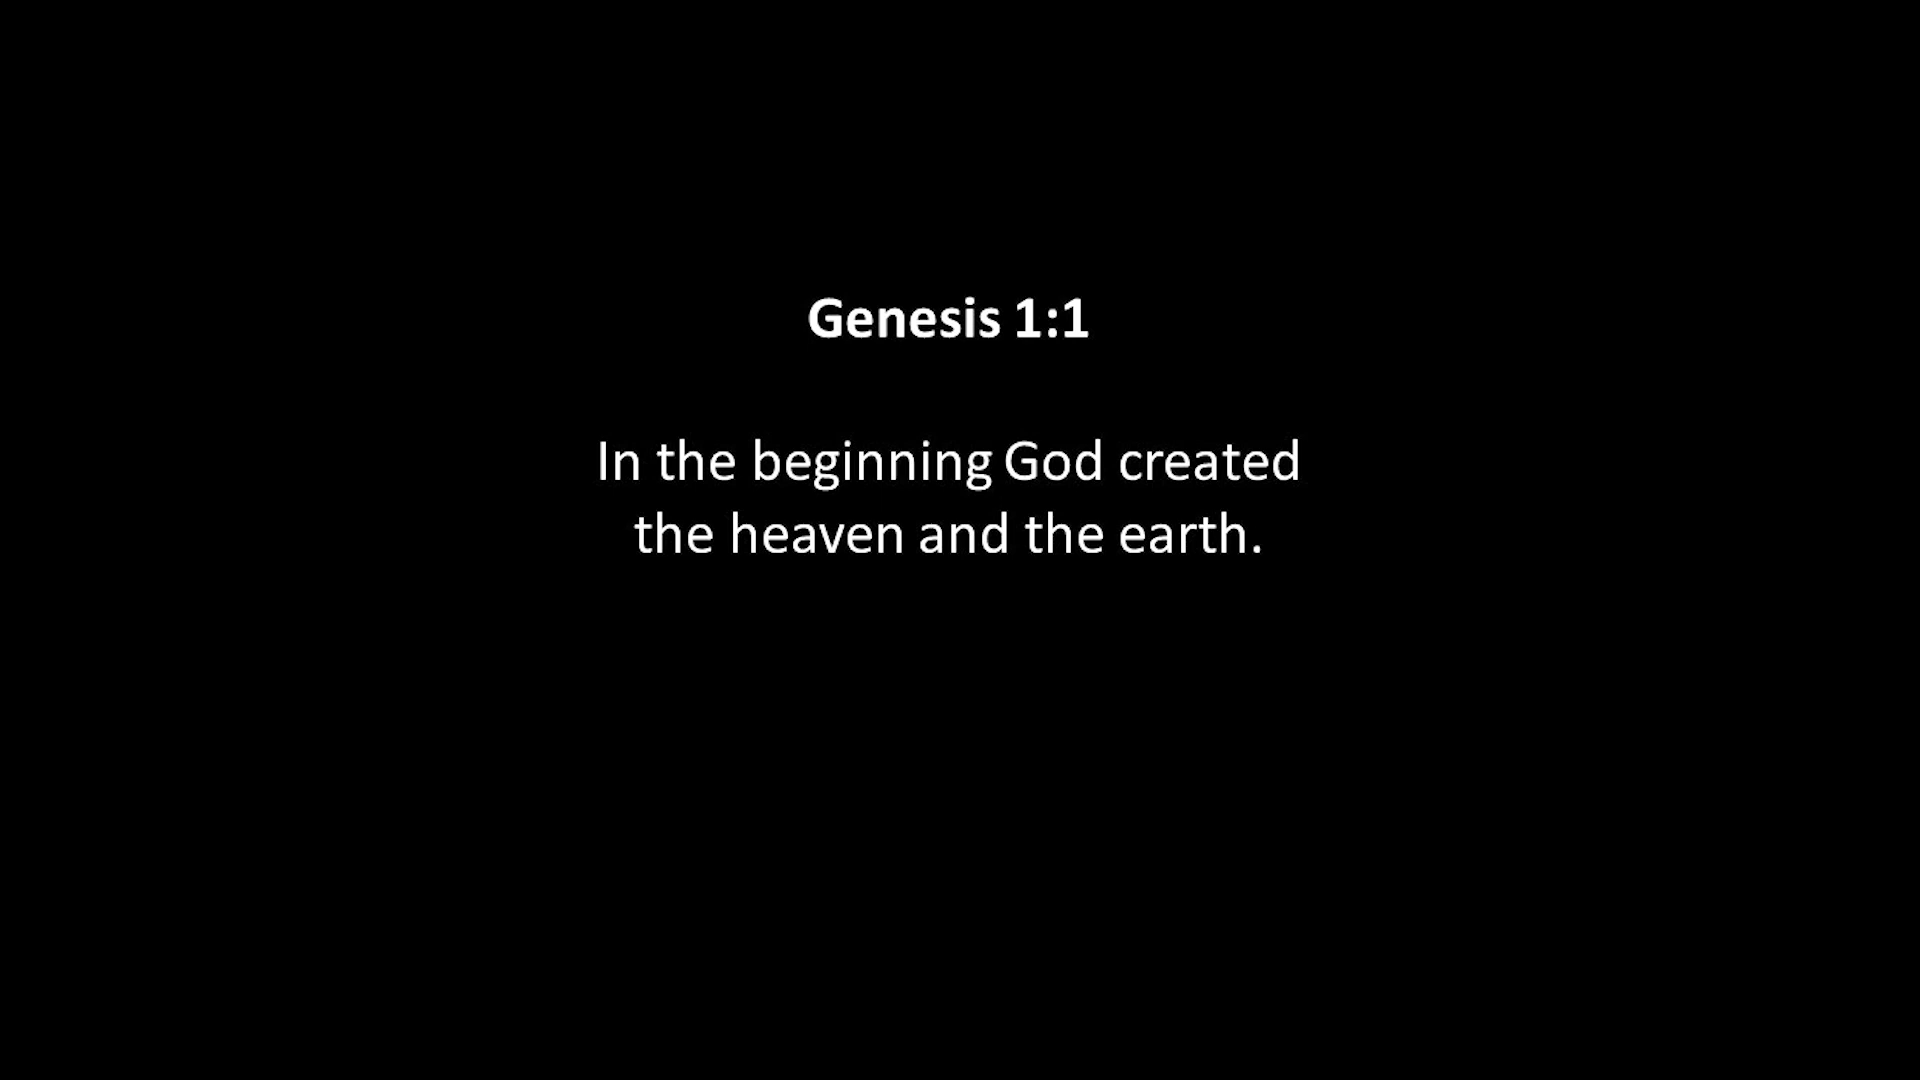 Genesis 1:1
In the beginning God created
the heaven and the earth.